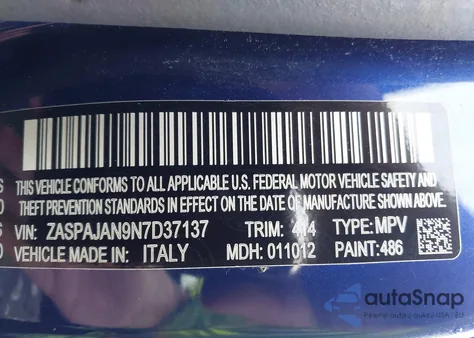 THIS VEHICLE CONFORMS TO ALL APPLICABLE U.S. FEDERAL MOTOR VEHICLE SAFETY AND
THEFT PREVENTION STANDARDS IN EFFECT ON THE DATE OF MANUFACTURE SHOWN ABOVE.
VIN: ZASPAJAN9N7D37137 TRIM: 414 TYPE: MPV
VEHICLE MADE IN: ITALY MDH: 011012 PAINT: 486
autoSnap